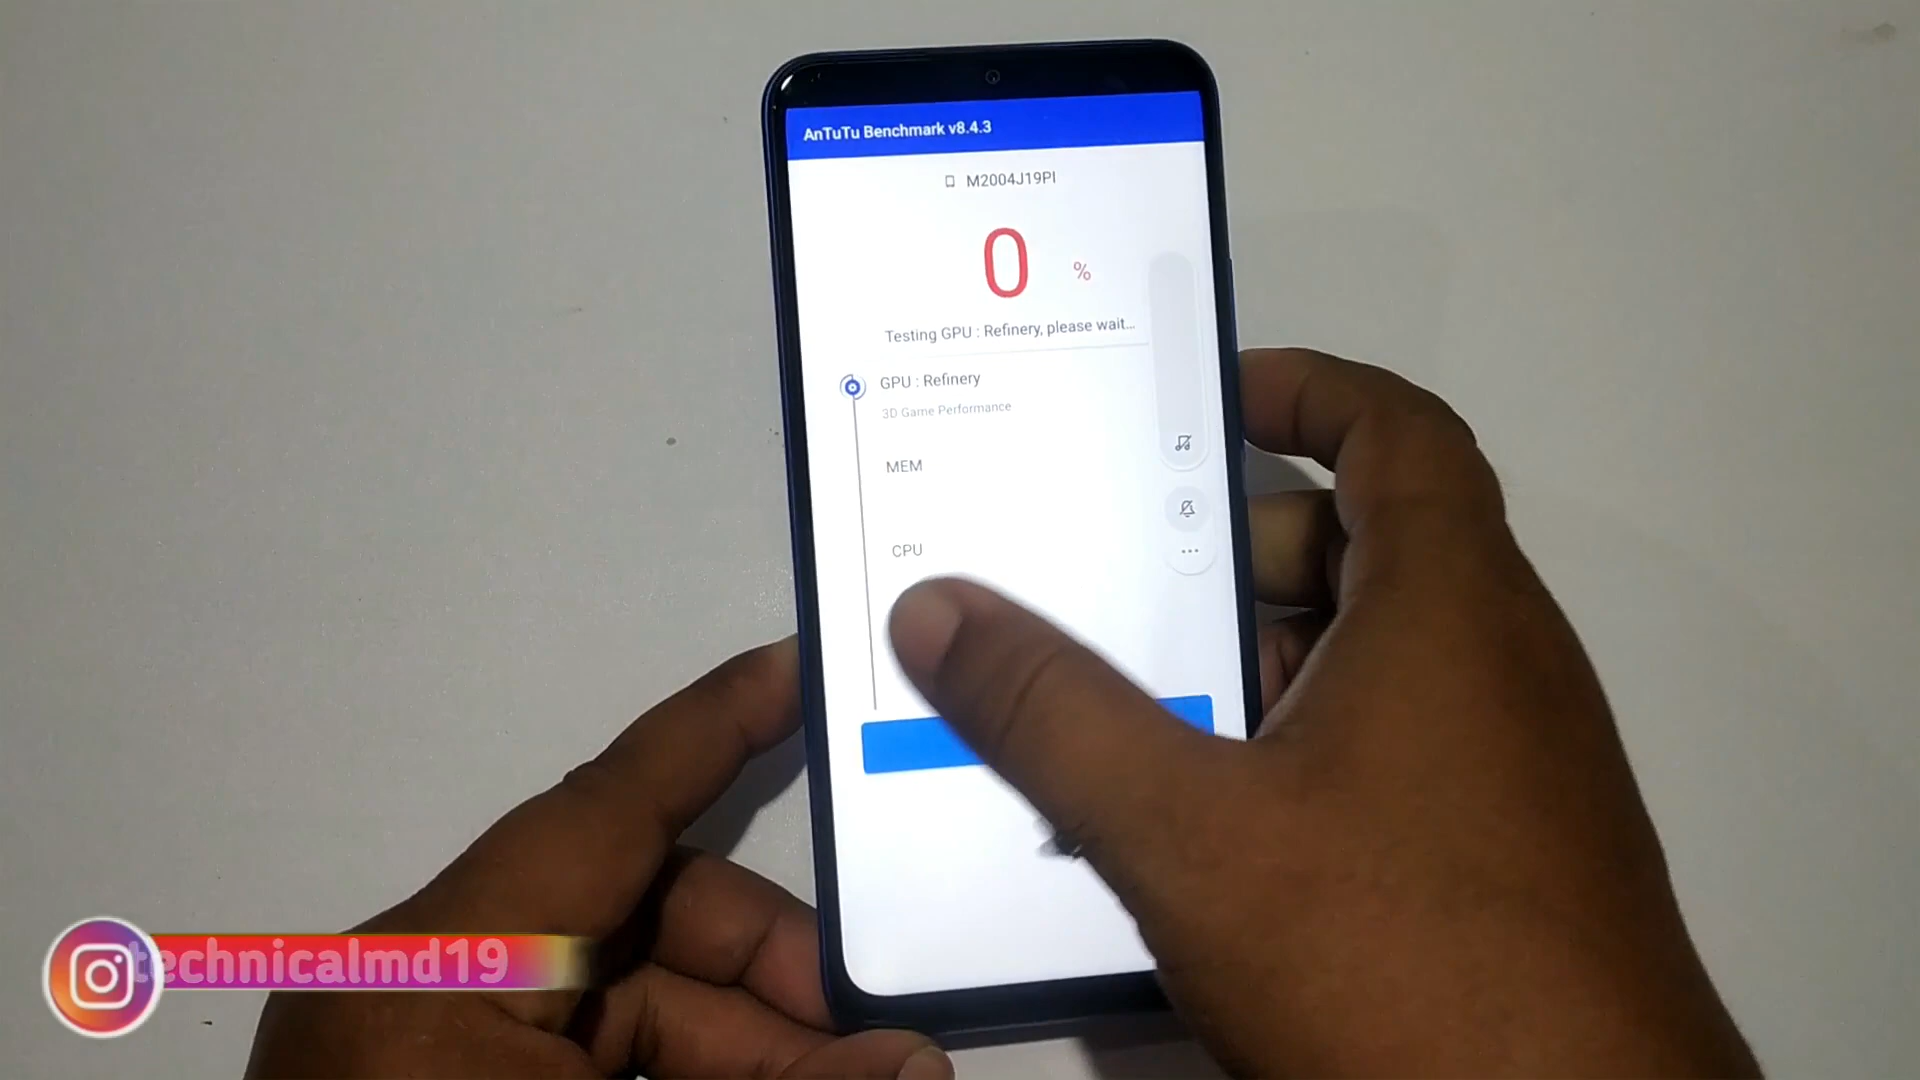 AnTuTu Benchmark v8.4.3
M2004J19PI
0 %
Testing GPU : Refinery, please wait...
GPU : Refinery
3D Game Performance
MEM
CPU
technicalmd19